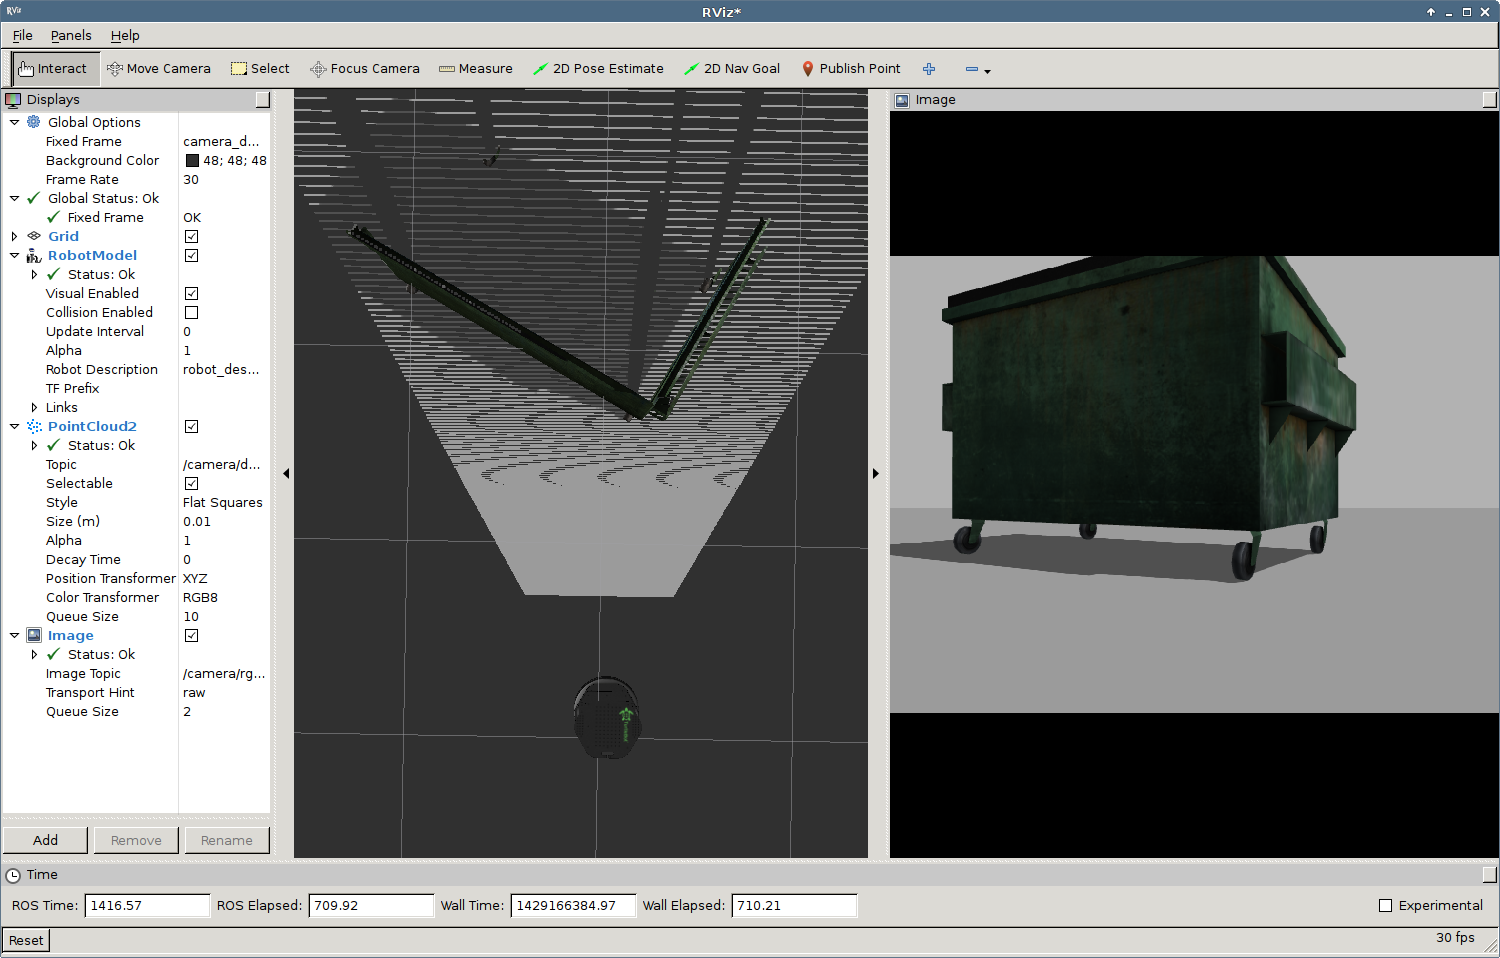 RViz RViz*
File Panels Help
Interact Move Camera Select Focus Camera Measure 2D Pose Estimate 2D Nav Goal Publish Point
Displays
Global Options
Fixed Frame camera_d...
Background Color 48; 48; 48
Frame Rate 30
Global Status: Ok
Fixed Frame OK
Grid
RobotModel
Status: Ok
Visual Enabled
Collision Enabled
Update Interval 0
Alpha 1
Robot Description robot_des...
TF Prefix
Links
PointCloud2
Status: Ok
Topic /camera/d...
Selectable
Style Flat Squares
Size (m) 0.01
Alpha 1
Decay Time 0
Position Transformer XYZ
Color Transformer RGB8
Queue Size 10
Image
Status: Ok
Image Topic /camera/rg...
Transport Hint raw
Queue Size 2
Add Remove Rename
Image
Time
ROS Time: 1416.57 ROS Elapsed: 709.92 Wall Time: 1429166384.97 Wall Elapsed: 710.21 Experimental
Reset 30 fps